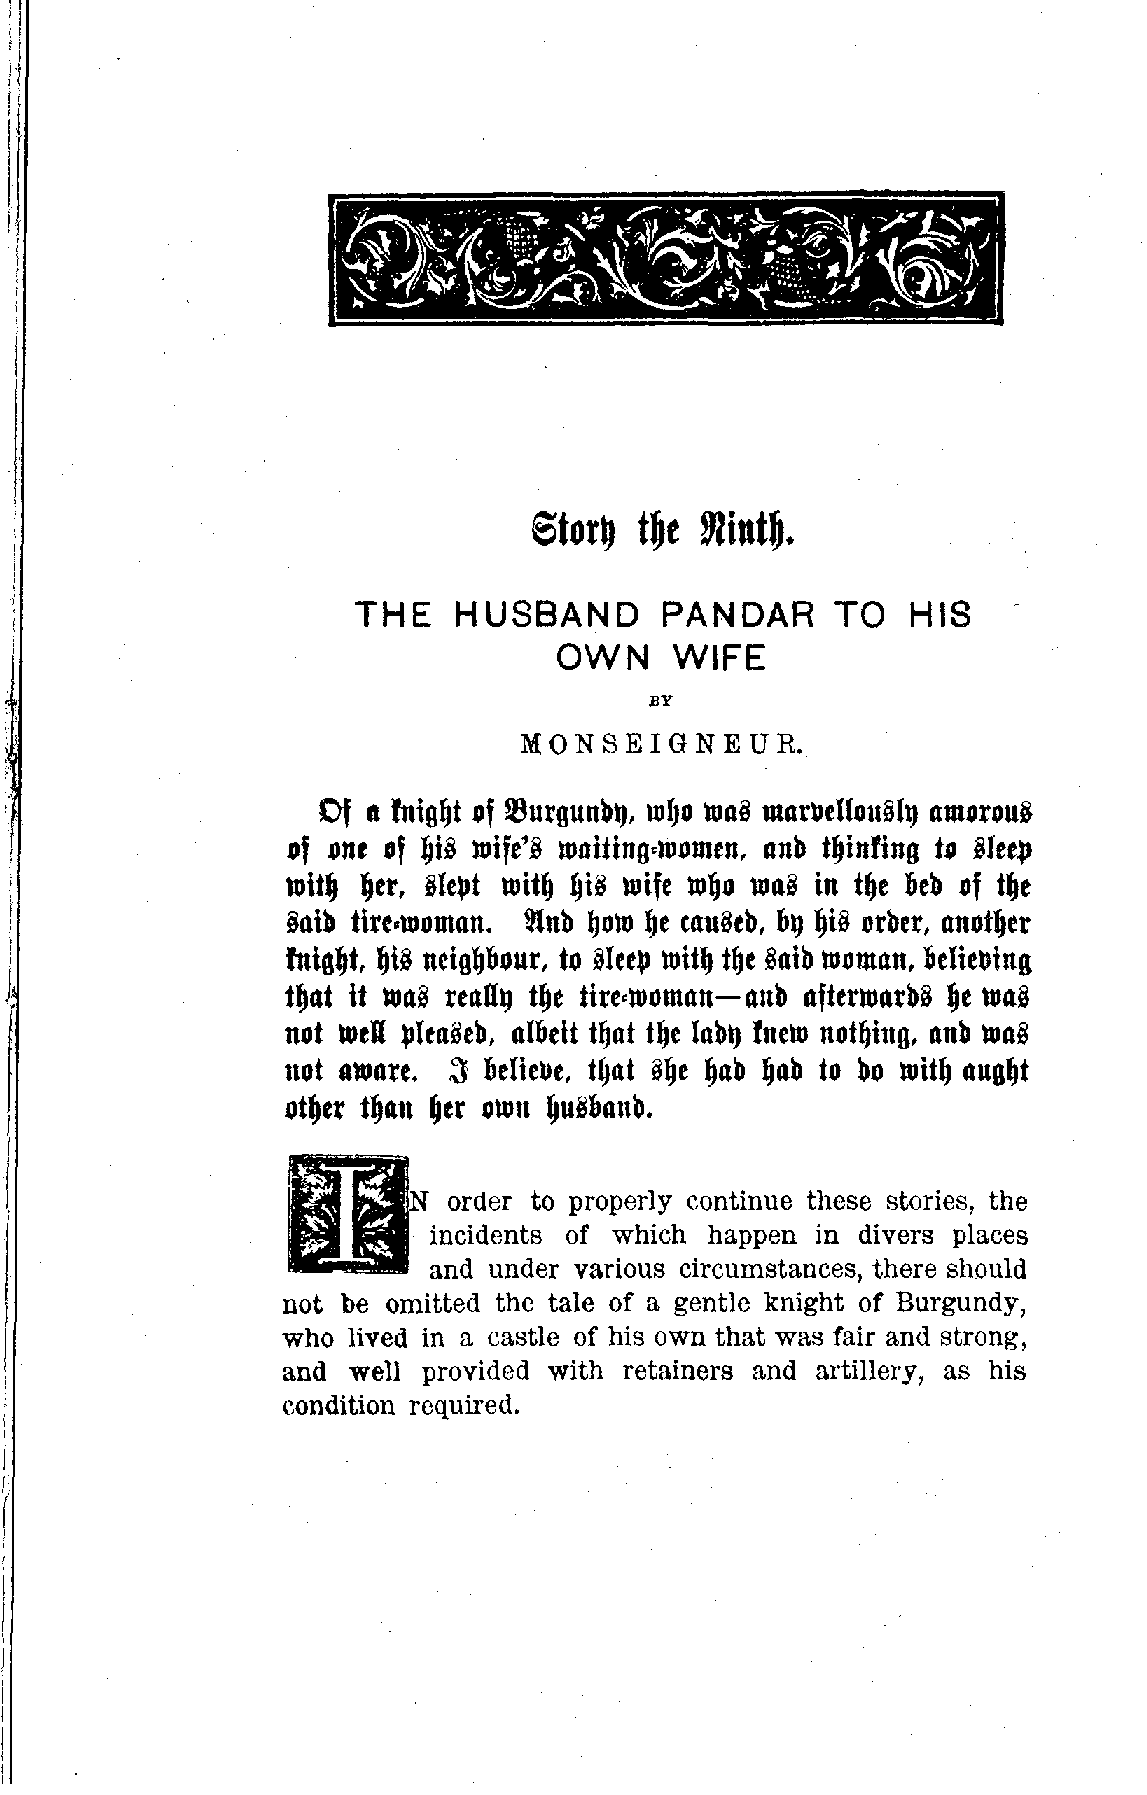 Story the Ninth.
THE HUSBAND PANDAR TO HIS
OWN WIFE
BY
MONSEIGNEUR.
Of a knight of Burgundy, who was marvellously amorous
of one of his wife's waiting-women, and thinking to sleep
with her, slept with his wife who was in the bed of the
said tire-woman. And how he caused, by his order, another
knight, his neighbour, to sleep with the said woman, believing
that it was really the tire-woman—and afterwards he was
not well pleased, albeit that the lady knew nothing, and was
not aware. I believe, that she had had to do with aught
other than her own husband.
IN order to properly continue these stories, the
incidents of which happen in divers places
and under various circumstances, there should
not be omitted the tale of a gentle knight of Burgundy,
who lived in a castle of his own that was fair and strong,
and well provided with retainers and artillery, as his
condition required.